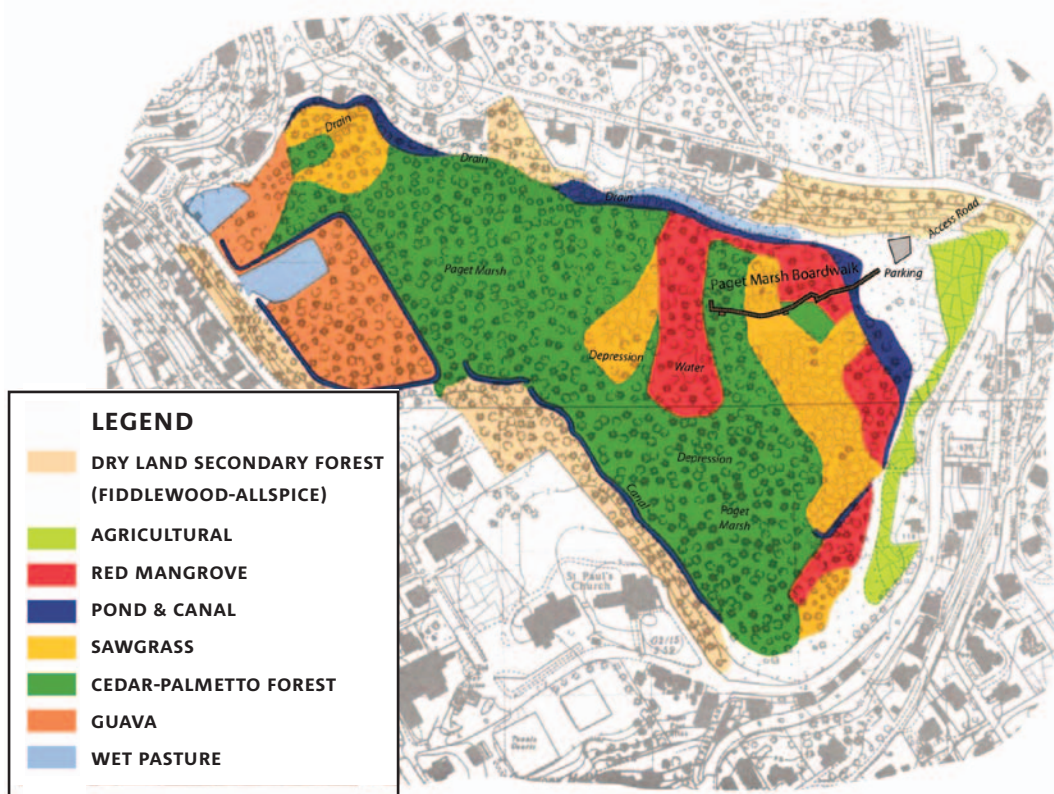 Drain
Drain
Drain
Access Road
Paget Marsh
Paget Marsh Boardwalk
Parking
Depression
Water
Depression
Canal
Paget
Marsh
St Paul's
Church
LEGEND
DRY LAND SECONDARY FOREST
(FIDDLEWOOD-ALLSPICE)
AGRICULTURAL
RED MANGROVE
POND & CANAL
SAWGRASS
CEDAR-PALMETTO FOREST
GUAVA
WET PASTURE